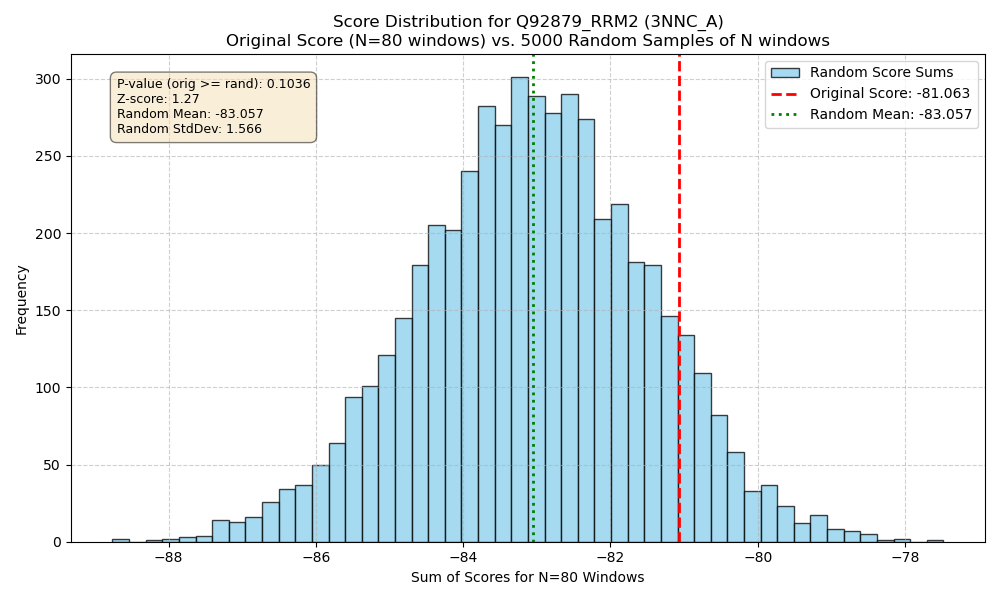 Score Distribution for Q92879_RRM2 (3NNC_A)
Original Score (N=80 windows) vs. 5000 Random Samples of N windows
P-value (orig >= rand): 0.1036
Z-score: 1.27
Random Mean: -83.057
Random StdDev: 1.566
Random Score Sums
Original Score: -81.063
Random Mean: -83.057
Frequency
300
250
200
150
100
50
0
−88
−86
−84
−82
−80
−78
Sum of Scores for N=80 Windows